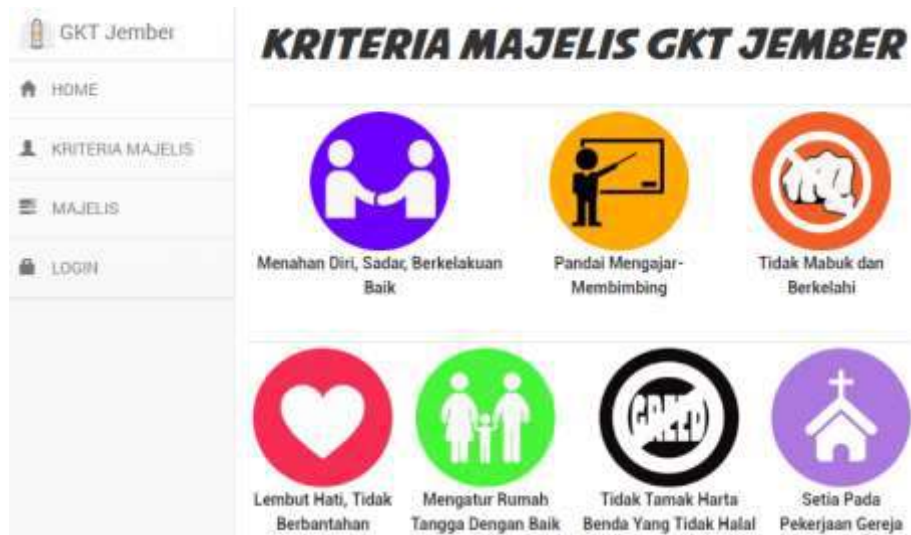 GKT Jember
HOME
KRITERIA MAJELIS
MAJELIS
LOGIN
KRITERIA MAJELIS GKT JEMBER
Menahan Diri, Sadar, Berkelakuan
Baik
Pandai Mengajar-
Membimbing
Tidak Mabuk dan
Berkelahi
GREED
Lembut Hati, Tidak
Berbantahan
Mengatur Rumah
Tangga Dengan Baik
Tidak Tamak Harta
Benda Yang Tidak Halal
Setia Pada
Pekerjaan Gereja